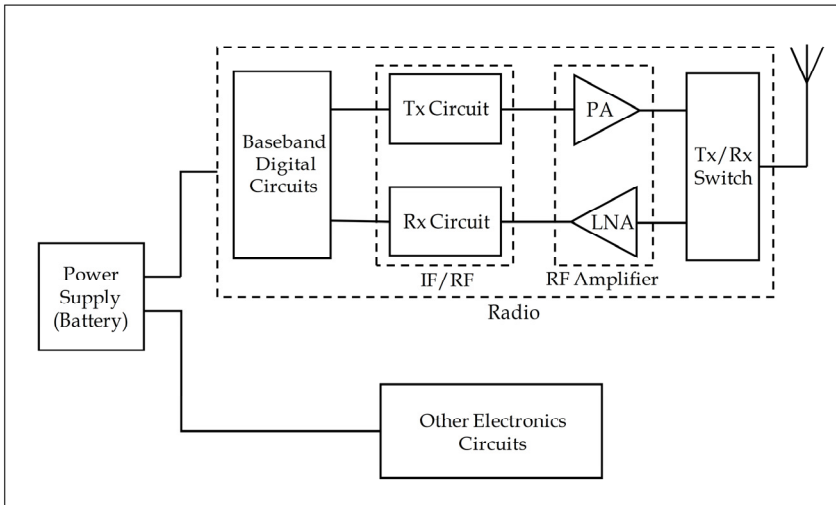 Baseband
Digital
Circuits
Tx Circuit
PA
Tx/Rx
Switch
Rx Circuit
LNA
IF/RF
RF Amplifier
Radio
Power
Supply
(Battery)
Other Electronics
Circuits